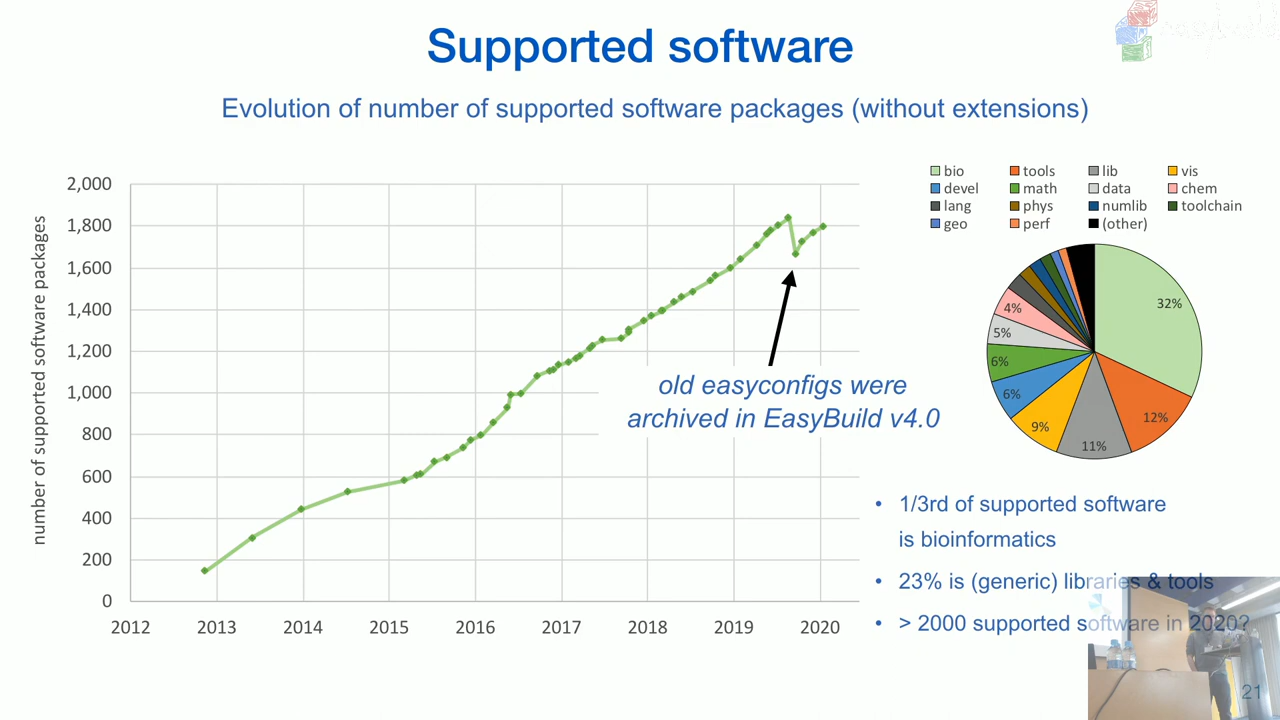 Supported software
Evolution of number of supported software packages (without extensions)
number of supported software packages
2,000
1,800
1,600
1,400
1,200
1,000
800
600
400
200
0
2012 2013 2014 2015 2016 2017 2018 2019 2020
old easyconfigs were
archived in EasyBuild v4.0
bio tools lib vis
devel math data chem
lang phys numlib toolchain
geo perf (other)
32%
12%
11%
9%
6%
6%
5%
4%
• 1/3rd of supported software
is bioinformatics
• 23% is (generic) libraries & tools
• > 2000 supported software in 2020?
21